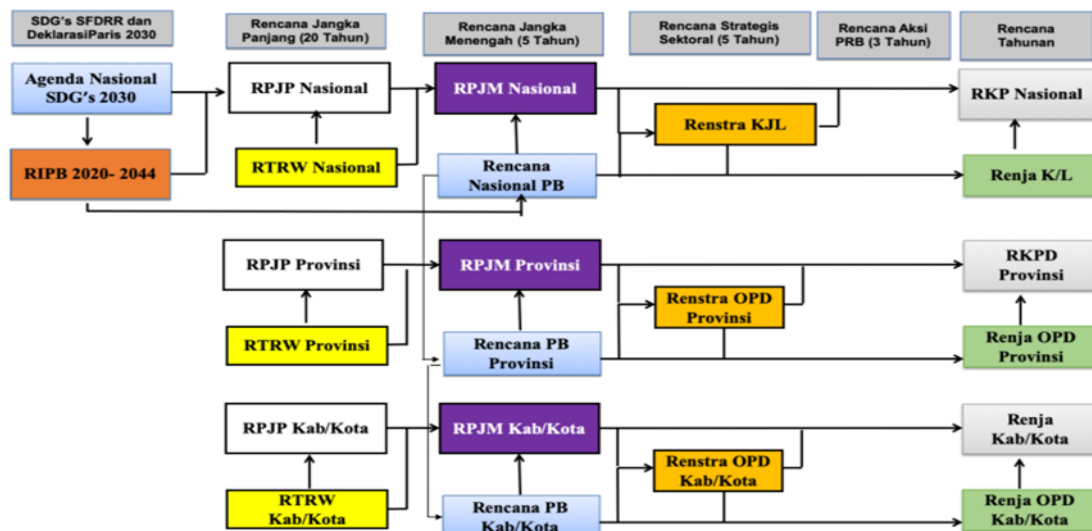 SDG's SFDRR dan
DeklarasiParis 2030
Rencana Jangka
Panjang (20 Tahun)
Rencana Jangka
Menengah (5 Tahun)
Rencana Strategis
Sektoral (5 Tahun)
Rencana Aksi
PRB (3 Tahun)
Rencana
Tahunan
Agenda Nasional
SDG's 2030
RPJP Nasional
RPJM Nasional
RKP Nasional
Renstra KJL
RIPB 2020- 2044
RTRW Nasional
Rencana
Nasional PB
Renja K/L
RPJP Provinsi
RPJM Provinsi
RKPD
Provinsi
Renstra OPD
Provinsi
RTRW Provinsi
Rencana PB
Provinsi
Renja OPD
Provinsi
RPJP Kab/Kota
RPJM Kab/Kota
Renja
Kab/Kota
Renstra OPD
Kab/Kota
RTRW
Kab/Kota
Rencana PB
Kab/Kota
Renja OPD
Kab/Kota